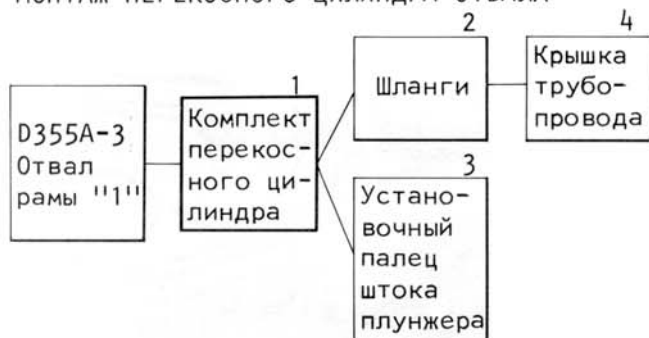 МОНТАЖ ПЕРЕКОСНОГО ЦИЛИНДРА ОТВАЛА
D355A-3
Отвал
рамы "1"
1
Комплект
перекос-
ного ци-
линдра
2
Шланги
4
Крышка
трубо-
провода
3
Устано-
вочный
палец
штока
плунжера